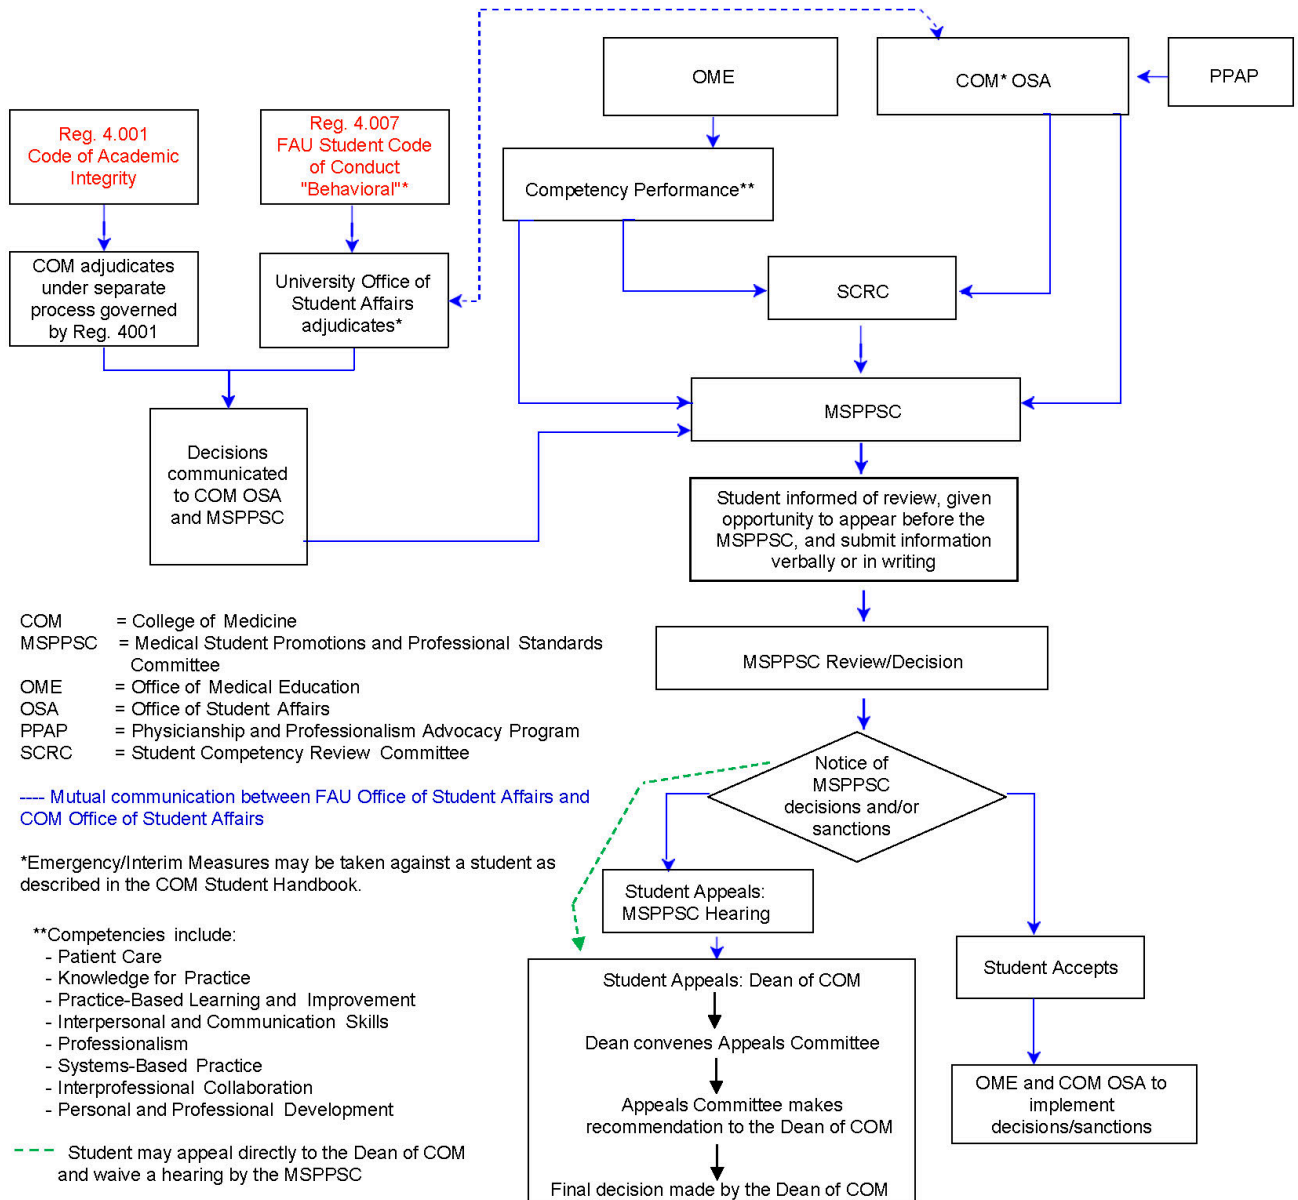 OME
COM* OSA
PPAP
Reg. 4.001
Code of Academic
Integrity
Reg. 4.007
FAU Student Code
of Conduct
"Behavioral"*
Competency Performance**
COM adjudicates
under separate
process governed
by Reg. 4001
University Office of
Student Affairs
adjudicates*
SCRC
MSPPSC
Decisions
communicated
to COM OSA
and MSPPSC
Student informed of review, given
opportunity to appear before the
MSPPSC, and submit information
verbally or in writing
MSPPSC Review/Decision
Notice of
MSPPSC
decisions and/or
sanctions
Student Appeals:
MSPPSC Hearing
Student Accepts
Student Appeals: Dean of COM
Dean convenes Appeals Committee
Appeals Committee makes
recommendation to the Dean of COM
Final decision made by the Dean of COM
OME and COM OSA to
implement
decisions/sanctions
COM = College of Medicine
MSPPSC = Medical Student Promotions and Professional Standards
Committee
OME = Office of Medical Education
OSA = Office of Student Affairs
PPAP = Physicianship and Professionalism Advocacy Program
SCRC = Student Competency Review Committee
---- Mutual communication between FAU Office of Student Affairs and
COM Office of Student Affairs
*Emergency/Interim Measures may be taken against a student as
described in the COM Student Handbook.
**Competencies include:
- Patient Care
- Knowledge for Practice
- Practice-Based Learning and Improvement
- Interpersonal and Communication Skills
- Professionalism
- Systems-Based Practice
- Interprofessional Collaboration
- Personal and Professional Development
Student may appeal directly to the Dean of COM
and waive a hearing by the MSPPSC